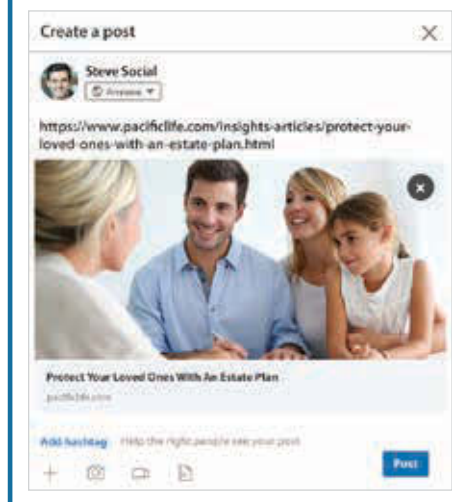 Create a post
Steve Social
Anyone
https://www.pacificlife.com/insights-articles/protect-your-
loved-ones-with-an-estate-plan.html
Protect Your Loved Ones With An Estate Plan
pacificlife.com
Add hashtag Help the right people see your post
Post